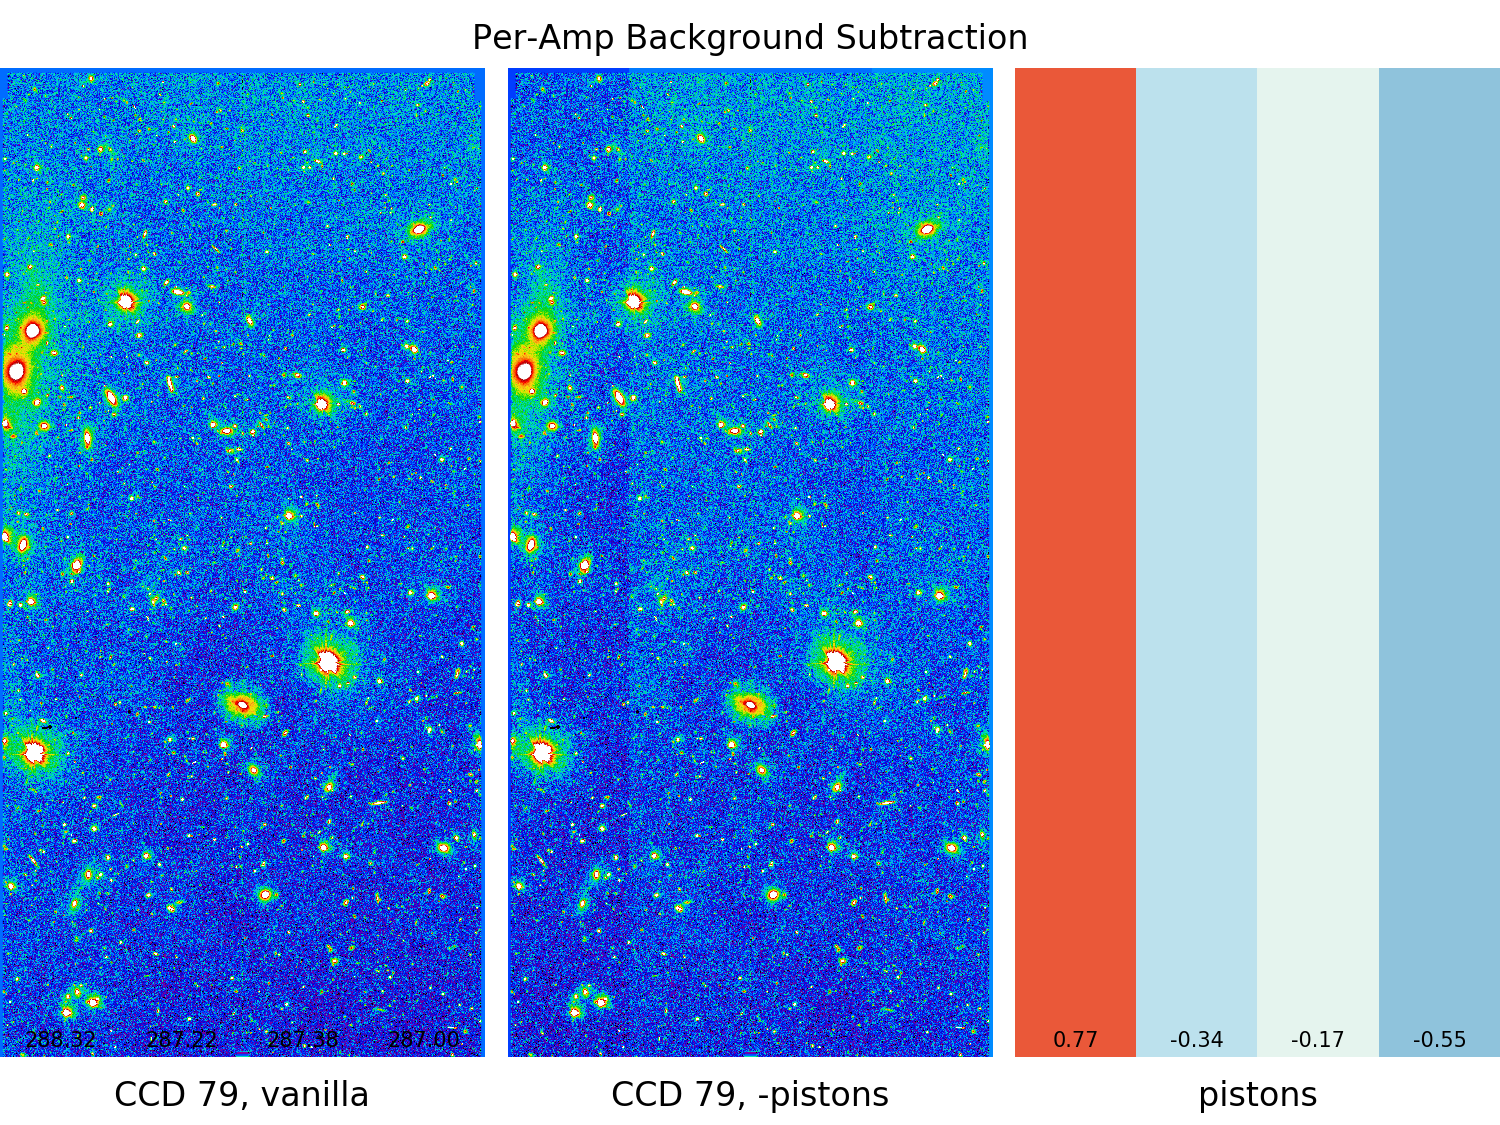 Per-Amp Background Subtraction
288.32 287.22 287.38 287.00
0.77 -0.34 -0.17 -0.55
CCD 79, vanilla
CCD 79, -pistons
pistons